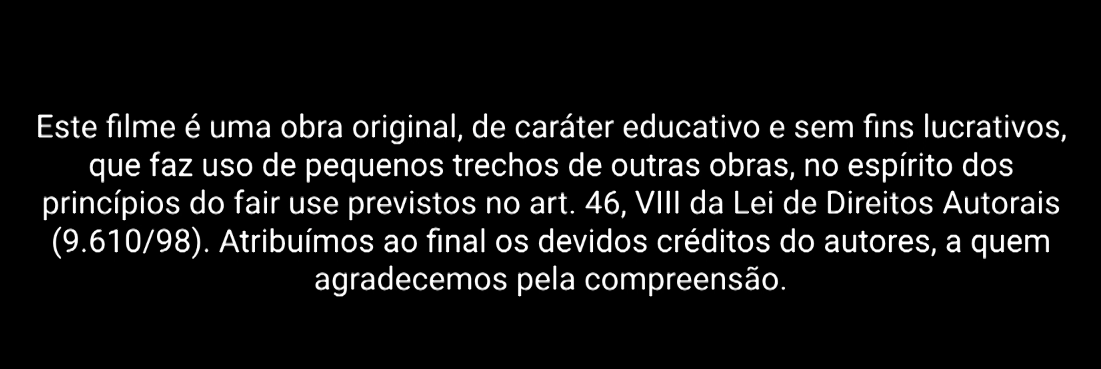 Este filme é uma obra original, de caráter educativo e sem fins lucrativos,
que faz uso de pequenos trechos de outras obras, no espírito dos
princípios do fair use previstos no art. 46, VIII da Lei de Direitos Autorais
(9.610/98). Atribuímos ao final os devidos créditos do autores, a quem
agradecemos pela compreensão.